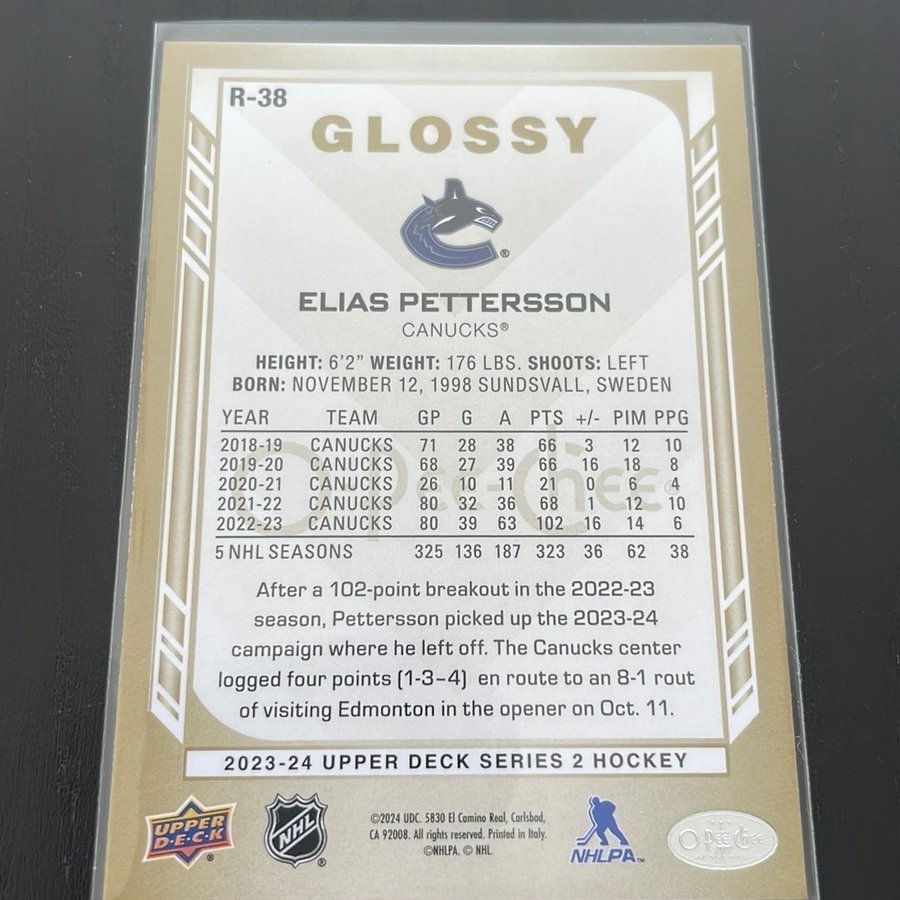 R-38
GLOSSY
ELIAS PETTERSSON
CANUCKS®
HEIGHT: 6'2" WEIGHT: 176 LBS. SHOOTS: LEFT
BORN: NOVEMBER 12, 1998 SUNDSVALL, SWEDEN
YEAR TEAM GP G A PTS +/- PIM PPG
2018-19 CANUCKS 71 28 38 66 3 12 10
2019-20 CANUCKS 68 27 39 66 16 18 8
2020-21 CANUCKS 26 10 11 21 0 6 4
2021-22 CANUCKS 80 32 36 68 1 12 10
2022-23 CANUCKS 80 39 63 102 16 14 6
O-Pee-Chee
5 NHL SEASONS 325 136 187 323 36 62 38
After a 102-point breakout in the 2022-23
season, Pettersson picked up the 2023-24
campaign where he left off. The Canucks center
logged four points (1-3–4) en route to an 8-1 rout
of visiting Edmonton in the opener on Oct. 11.
2023-24 UPPER DECK SERIES 2 HOCKEY
UPPER
D·E·C·K
®
NHL
®
©2024 UDC. 5830 El Camino Real, Carlsbad,
CA 92008. All rights reserved. Printed in Italy.
©NHLPA. © NHL.
NHLPA™
O-Pee-Chee